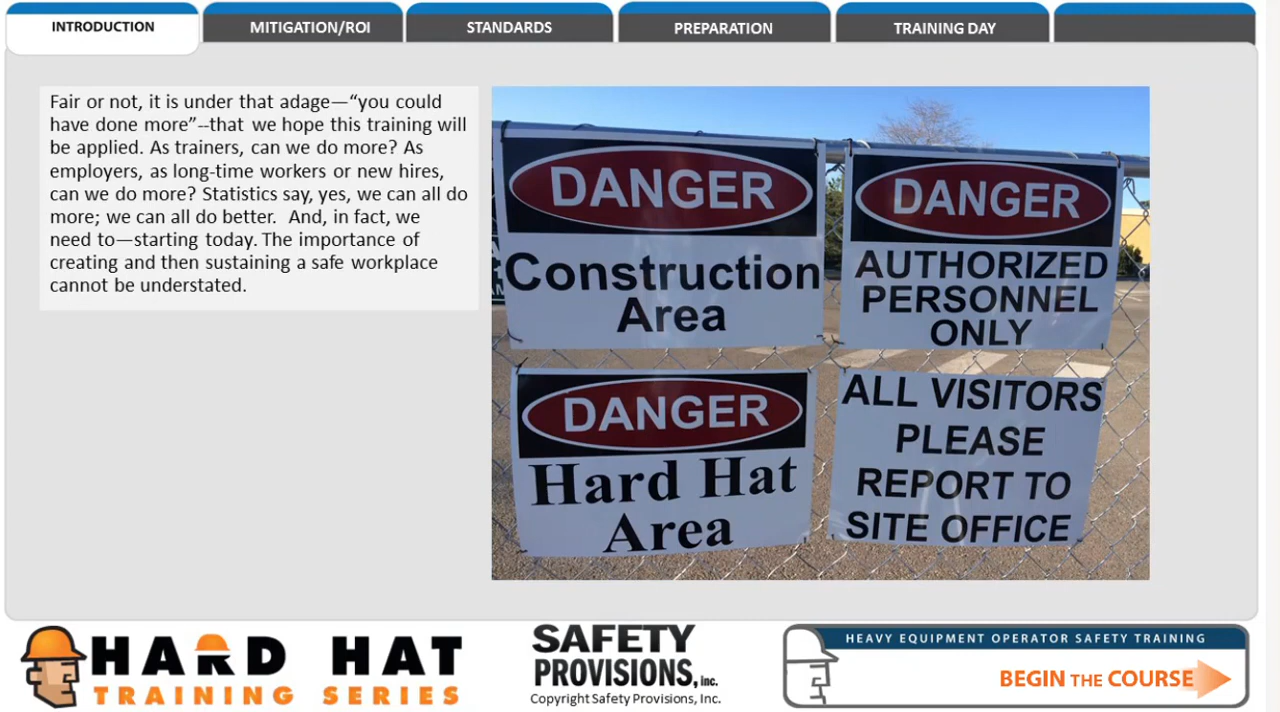 INTRODUCTION
MITIGATION/ROI
STANDARDS
PREPARATION
TRAINING DAY
Fair or not, it is under that adage—“you could
have done more”--that we hope this training will
be applied. As trainers, can we do more? As
employers, as long-time workers or new hires,
can we do more? Statistics say, yes, we can all do
more; we can all do better.  And, in fact, we
need to—starting today. The importance of
creating and then sustaining a safe workplace
cannot be understated.
DANGER
Construction
Area
DANGER
AUTHORIZED
PERSONNEL
ONLY
DANGER
Hard Hat
Area
ALL VISITORS
PLEASE
REPORT TO
SITE OFFICE
HARD HAT
TRAINING SERIES
SAFETY
PROVISIONS, inc.
Copyright Safety Provisions, Inc.
HEAVY EQUIPMENT OPERATOR SAFETY TRAINING
BEGIN THE COURSE